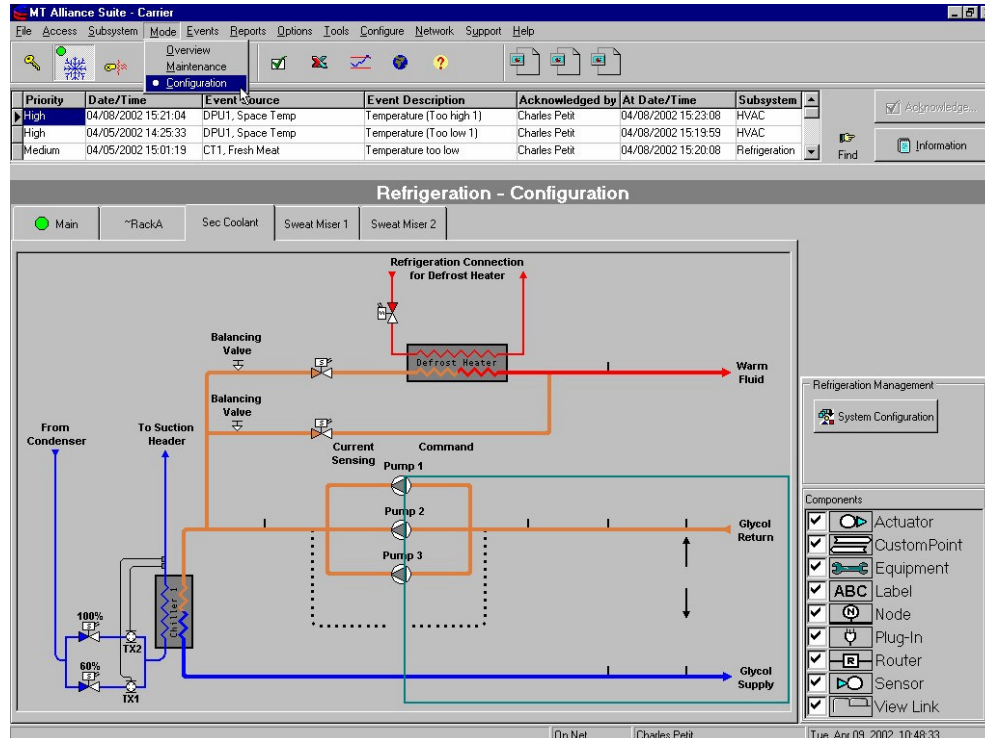 MT Alliance Suite - Carrier
File Access Subsystem Mode Events Reports Options Tools Configure Network Support Help
Overview
Maintenance
Configuration
Priority Date/Time Event Source Event Description Acknowledged by At Date/Time Subsystem
High 04/08/2002 15:21:04 DPU1, Space Temp Temperature (Too high 1) Charles Petit 04/08/2002 15:23:08 HVAC
High 04/05/2002 14:25:33 DPU1, Space Temp Temperature (Too low 1) Charles Petit 04/08/2002 15:19:59 HVAC
Medium 04/05/2002 15:01:19 CT1, Fresh Meat Temperature too low Charles Petit 04/08/2002 15:20:08 Refrigeration
Find
Acknowledge...
Information
Refrigeration - Configuration
Main ~RackA Sec Coolant Sweat Miser 1 Sweat Miser 2
Refrigeration Connection
for Defrost Heater
Balancing
Valve
S
Defrost Heater
Warm
Fluid
Balancing
Valve
S
From
Condenser
To Suction
Header
Current
Sensing
Command
Pump 1
Pump 2
Pump 3
Glycol
Return
Chiller 1
100%
S
TX2
60%
S
TX1
Glycol
Supply
Refrigeration Management
System Configuration
Components
Actuator
CustomPoint
Equipment
ABC Label
N Node
Plug-In
R Router
Sensor
View Link
On Net Charles Petit Tue, Apr 09, 2002 10:48:33